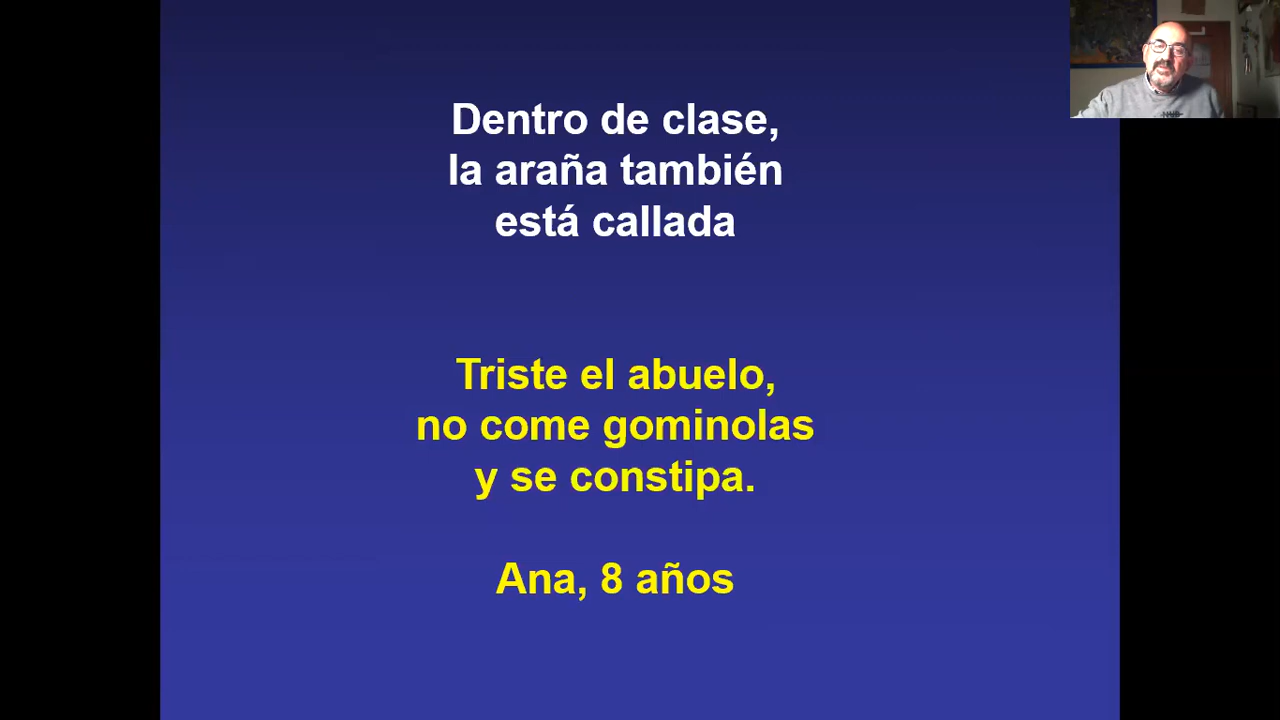 Dentro de clase,
la araña también
está callada
Triste el abuelo,
no come gominolas
y se constipa.
Ana, 8 años